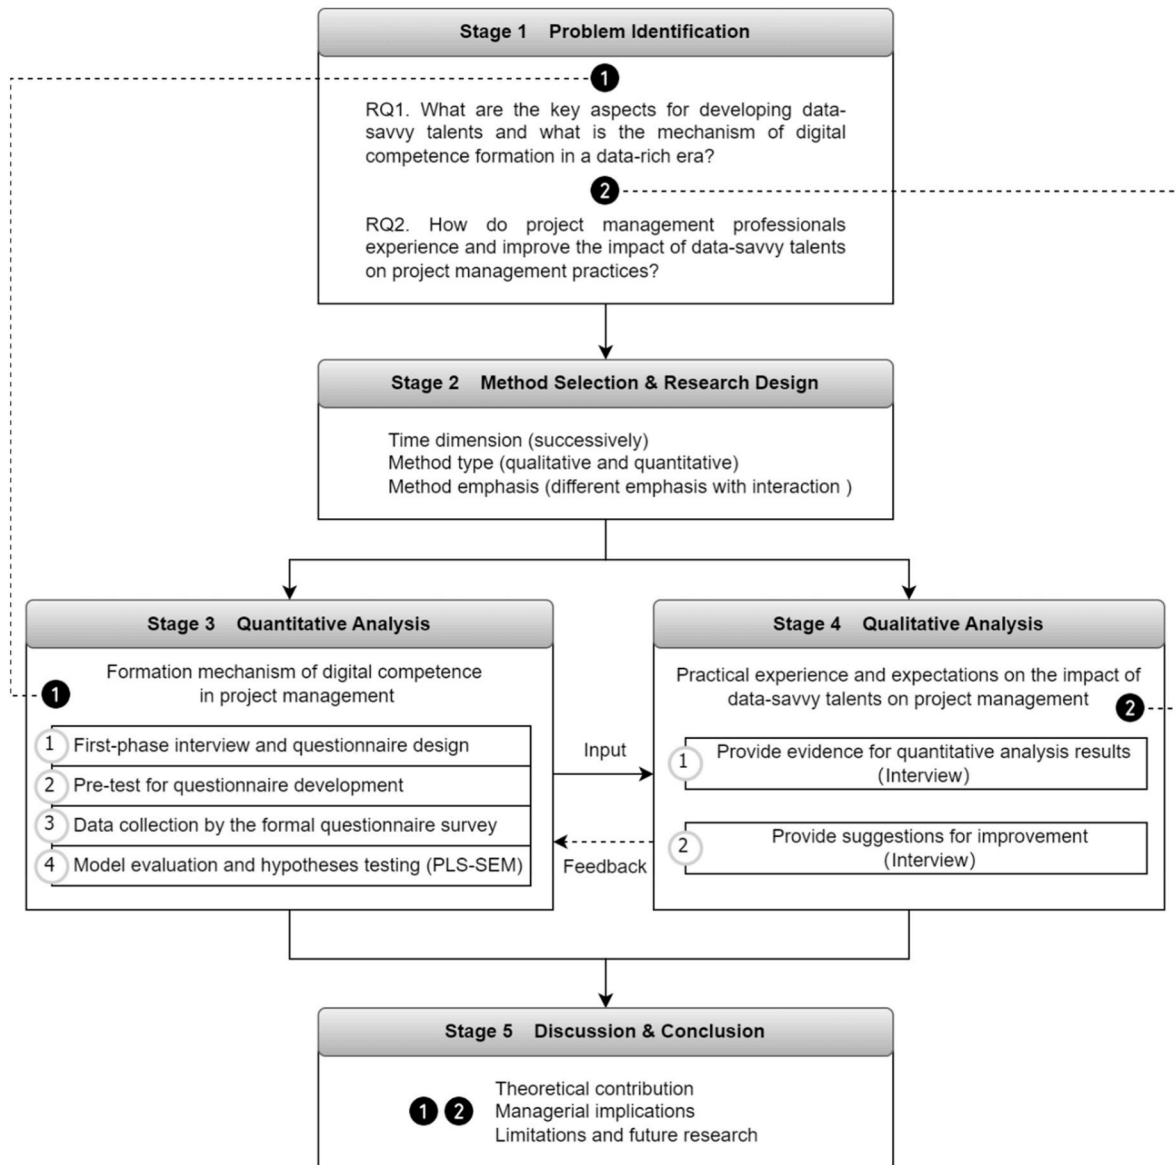 Stage 1 Problem Identification
1
RQ1. What are the key aspects for developing data-
savvy talents and what is the mechanism of digital
competence formation in a data-rich era?
2
RQ2. How do project management professionals
experience and improve the impact of data-savvy talents
on project management practices?
Stage 2 Method Selection & Research Design
Time dimension (successively)
Method type (qualitative and quantitative)
Method emphasis (different emphasis with interaction )
Stage 3 Quantitative Analysis
Formation mechanism of digital competence
in project management
1
1 First-phase interview and questionnaire design
2 Pre-test for questionnaire development
3 Data collection by the formal questionnaire survey
4 Model evaluation and hypotheses testing (PLS-SEM)
Input
Feedback
Stage 4 Qualitative Analysis
Practical experience and expectations on the impact of
data-savvy talents on project management
2
1 Provide evidence for quantitative analysis results
(Interview)
2 Provide suggestions for improvement
(Interview)
Stage 5 Discussion & Conclusion
1 2
Theoretical contribution
Managerial implications
Limitations and future research